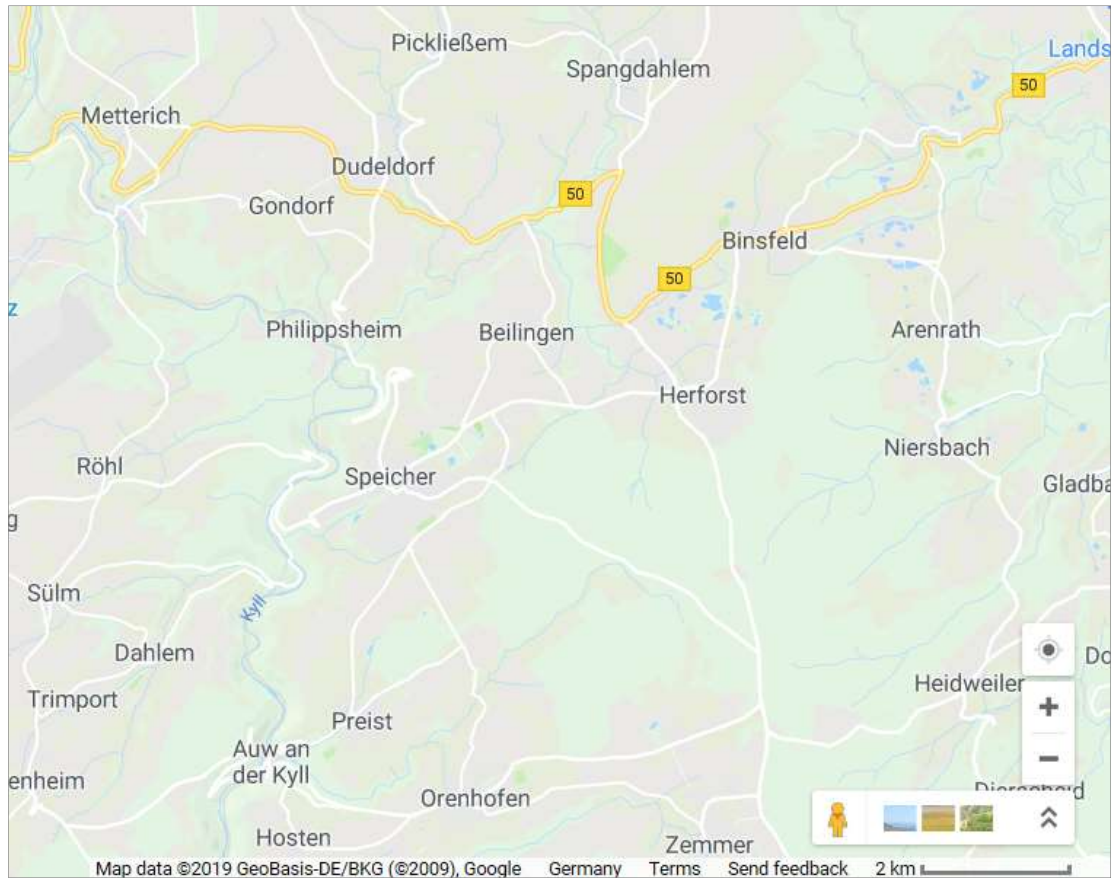 Pickließem
Lands
Spangdahlem
50
Metterich
Dudeldorf
50
Gondorf
Binsfeld
50
z
Philippsheim
Beilingen
Arenrath
Herforst
Niersbach
Röhl
Speicher
Gladba
g
Sülm
Kyll
Dahlem
Do
Heidweiler
Trimport
Preist
Auw an
der Kyll
enheim
Orenhofen
Dierscheid
Hosten
Zemmer
Map data ©2019 GeoBasis-DE/BKG (©2009), Google Germany Terms Send feedback 2 km